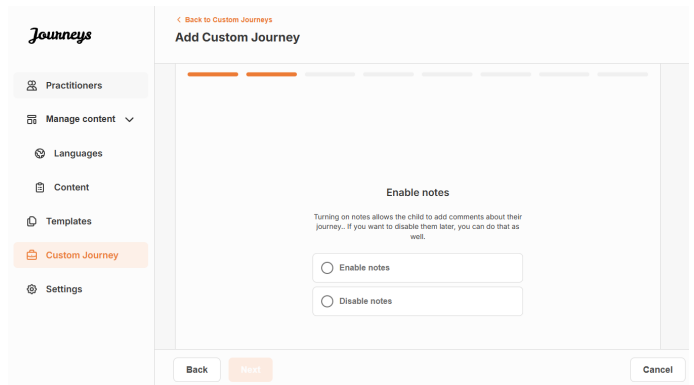 Journeys
Back to Custom Journeys
Add Custom Journey
Practitioners
Manage content
Languages
Content
Templates
Custom Journey
Settings
Enable notes
Turning on notes allows the child to add comments about their
journey.. If you want to disable them later, you can do that as
well.
Enable notes
Disable notes
Back
Next
Cancel